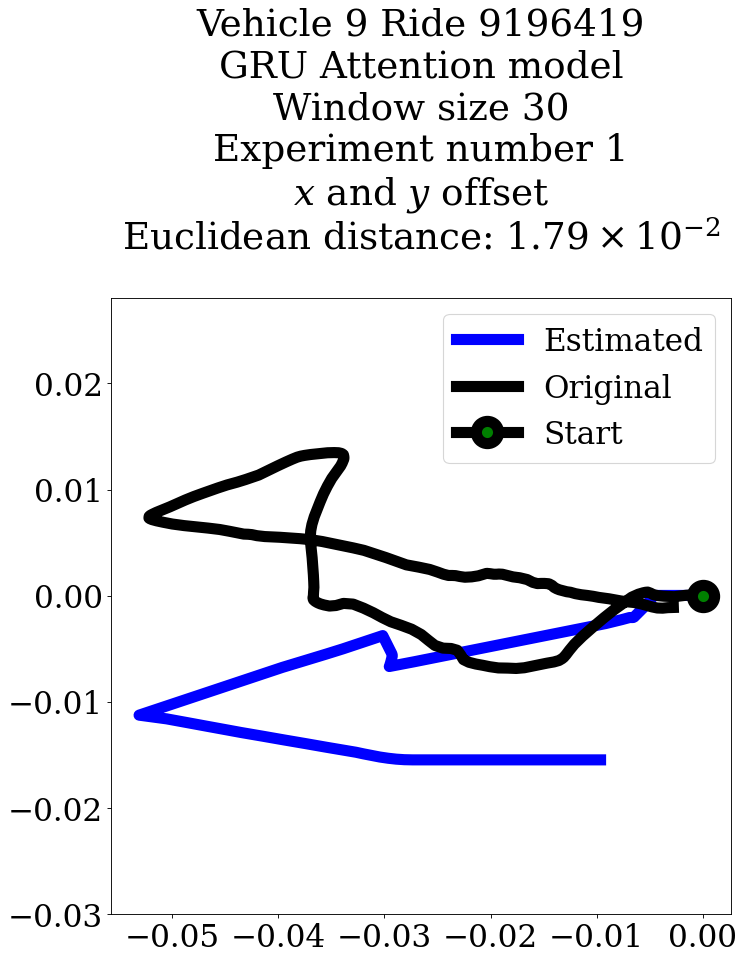 Vehicle 9 Ride 9196419
GRU Attention model
Window size 30
Experiment number 1
x and y offset
Euclidean distance: 1.79 × 10⁻²
Estimated
Original
Start
0.02
0.01
0.00
−0.01
−0.02
−0.03
−0.05 −0.04 −0.03 −0.02 −0.01 0.00